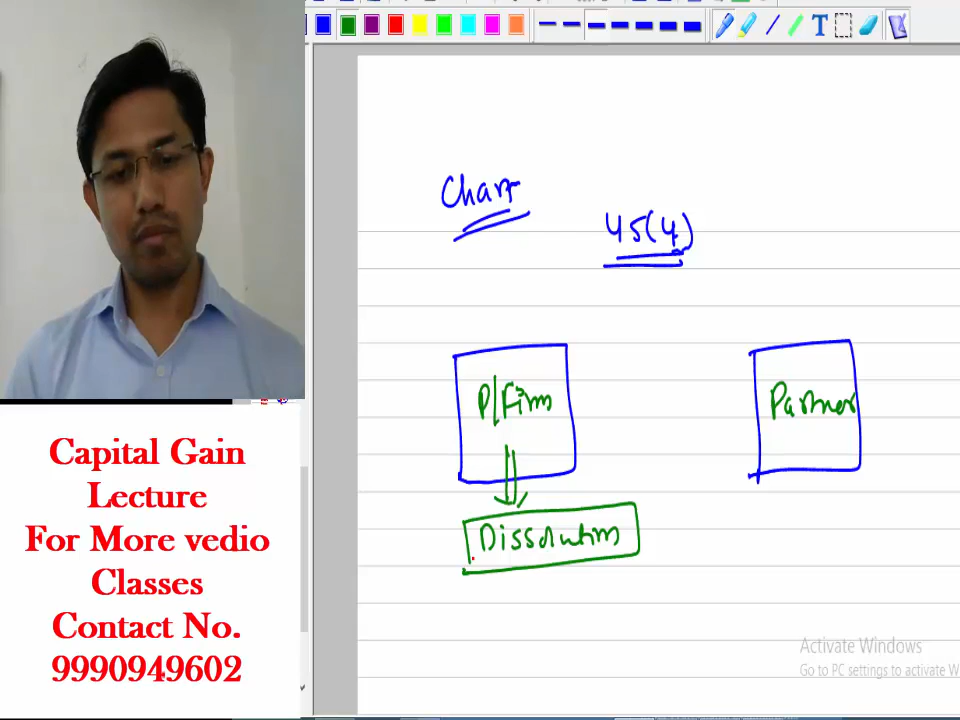 Chart
45(4)
P/Firm
Partner
Dissolution
Capital Gain
Lecture
For More vedio
Classes
Contact No.
9990949602
T
Activate Windows
Go to PC settings to activate W